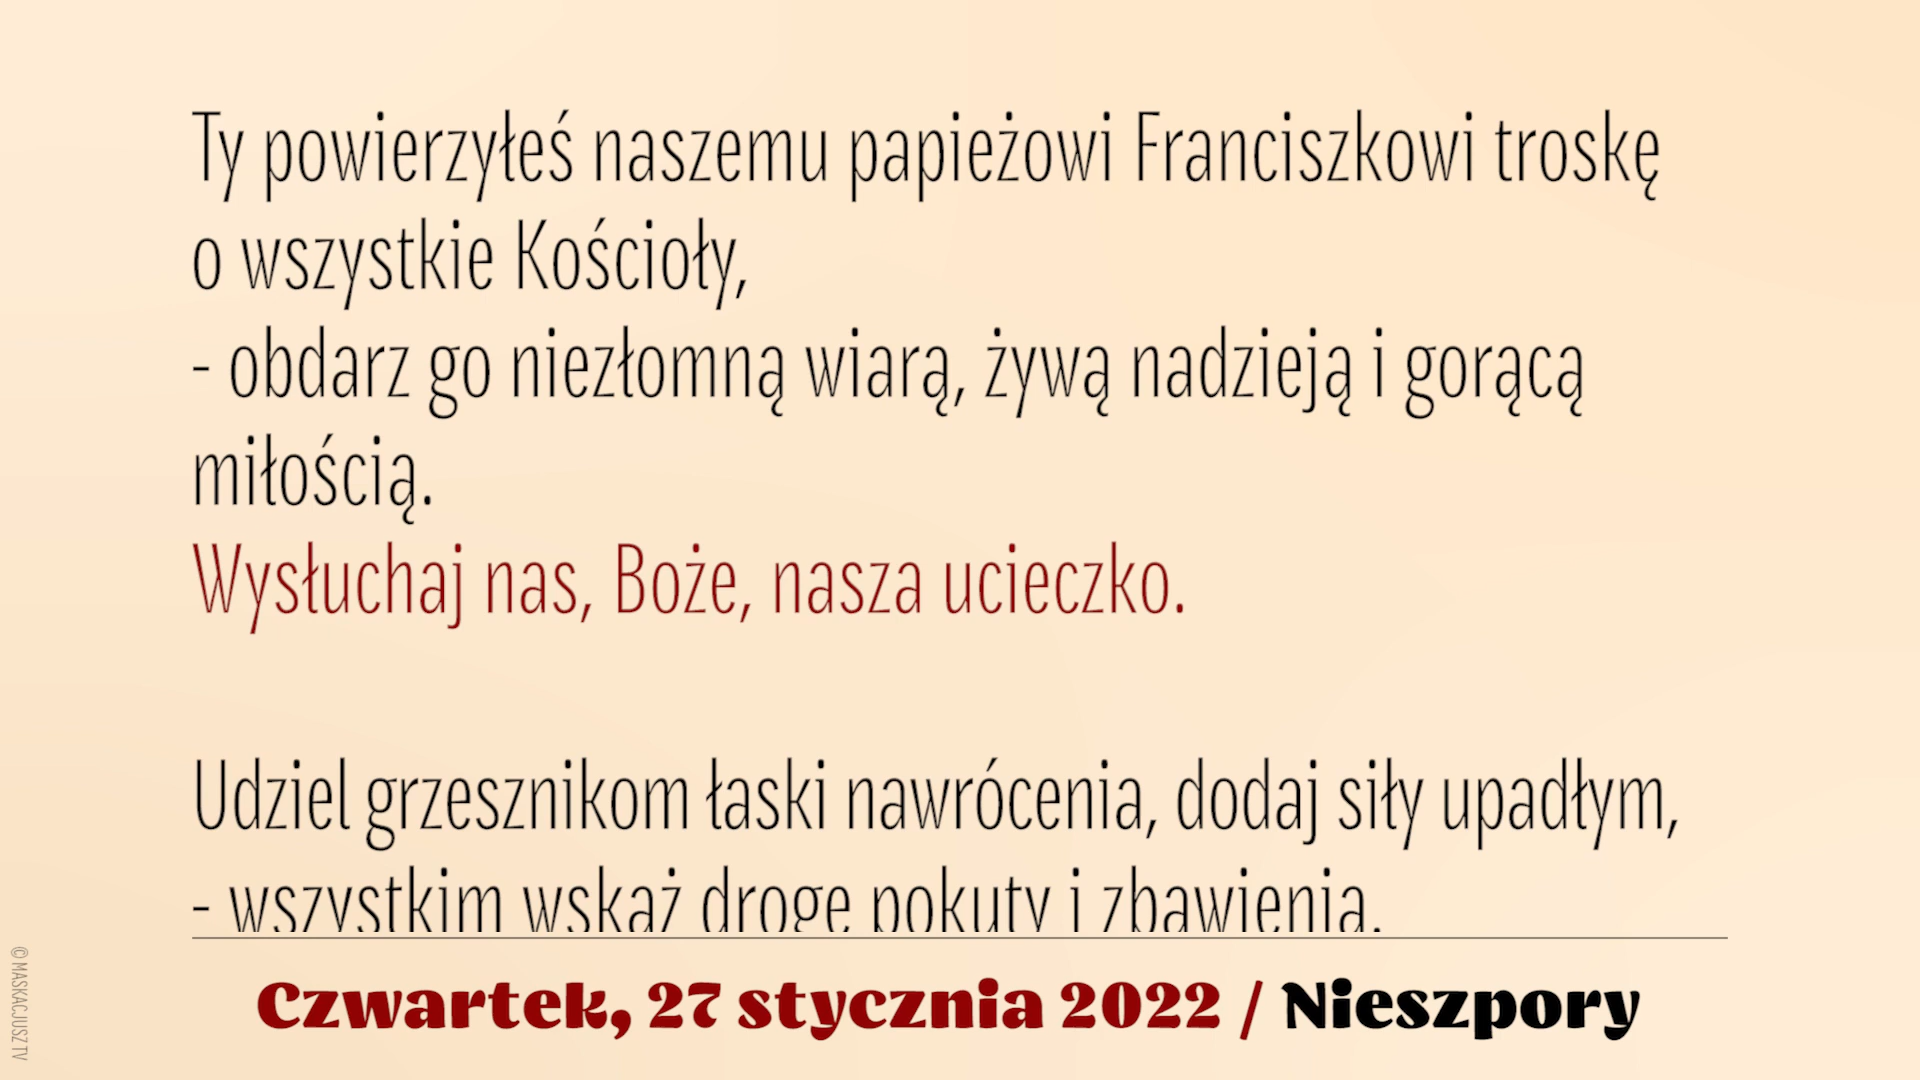 Ty powierzyłeś naszemu papieżowi Franciszkowi troskę
o wszystkie Kościoły,
- obdarz go niezłomną wiarą, żywą nadzieją i gorącą
miłością.
Wysłuchaj nas, Boże, nasza ucieczko.
Udziel grzesznikom łaski nawrócenia, dodaj siły upadłym,
- wszystkim wskaż drogę pokuty i zbawienia.
Czwartek, 27 stycznia 2022 / Nieszpory
© MASKACJUSZ TV